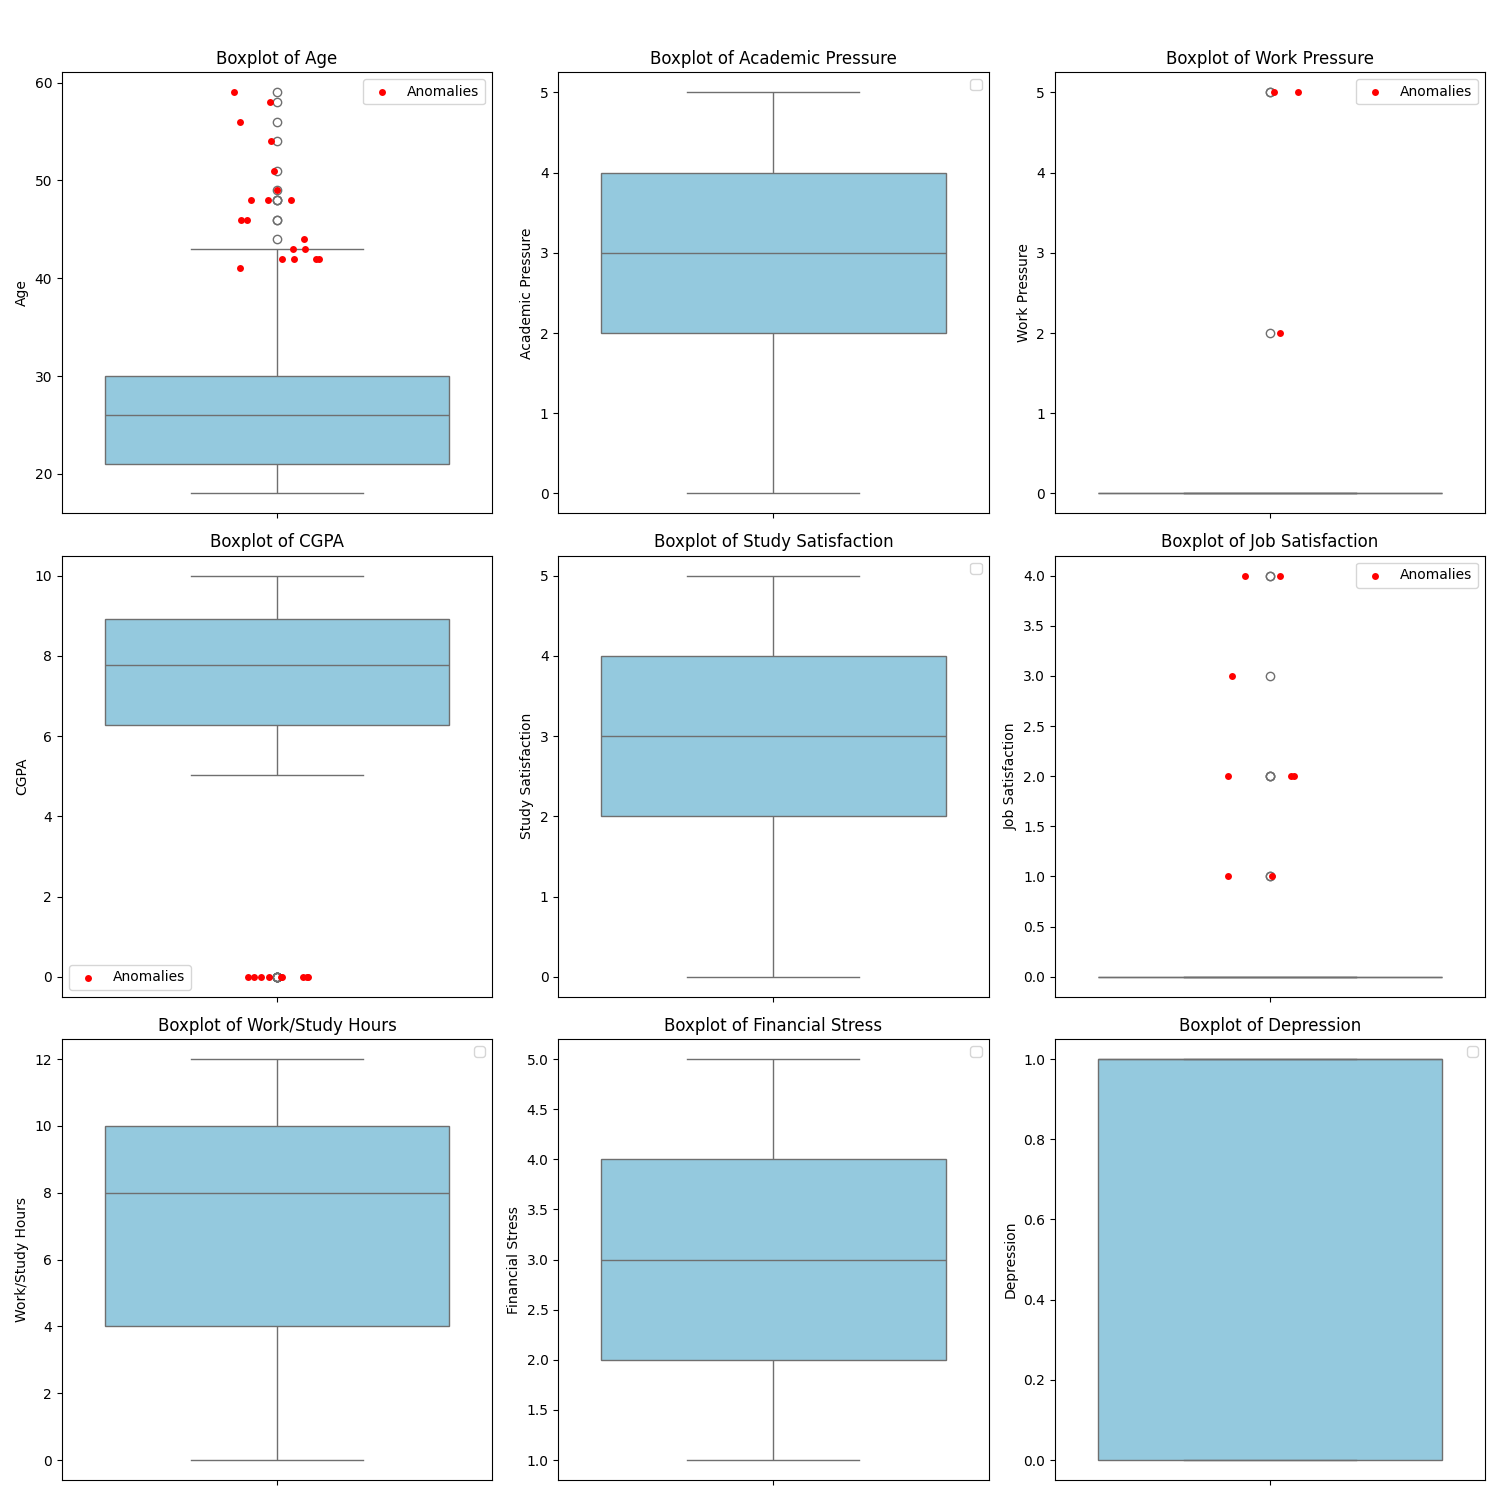 Boxplot of Age
Anomalies
60
50
40
30
20
Age
Boxplot of Academic Pressure
5
4
3
2
1
0
Academic Pressure
Boxplot of Work Pressure
Anomalies
5
4
3
2
1
0
Work Pressure
Boxplot of CGPA
10
8
6
4
2
0
CGPA
Anomalies
Boxplot of Study Satisfaction
5
4
3
2
1
0
Study Satisfaction
Boxplot of Job Satisfaction
Anomalies
4.0
3.5
3.0
2.5
2.0
1.5
1.0
0.5
0.0
Job Satisfaction
Boxplot of Work/Study Hours
12
10
8
6
4
2
0
Work/Study Hours
Boxplot of Financial Stress
5.0
4.5
4.0
3.5
3.0
2.5
2.0
1.5
1.0
Financial Stress
Boxplot of Depression
1.0
0.8
0.6
0.4
0.2
0.0
Depression